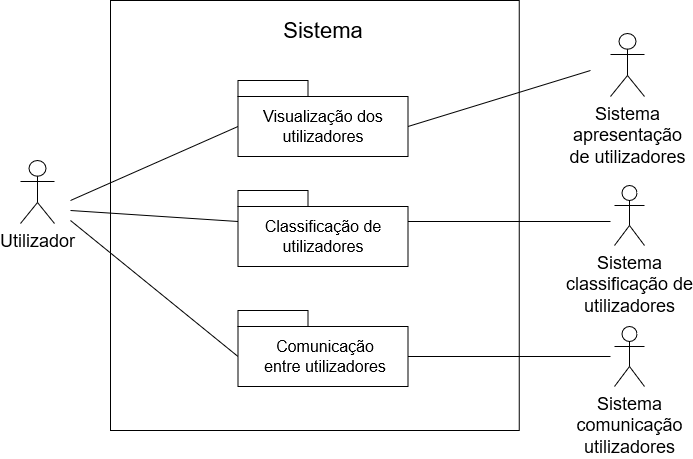 Sistema
Visualização dos
utilizadores
Sistema
apresentação
de utilizadores
Utilizador
Classificação de
utilizadores
Sistema
classificação de
utilizadores
Comunicação
entre utilizadores
Sistema
comunicação
utilizadores